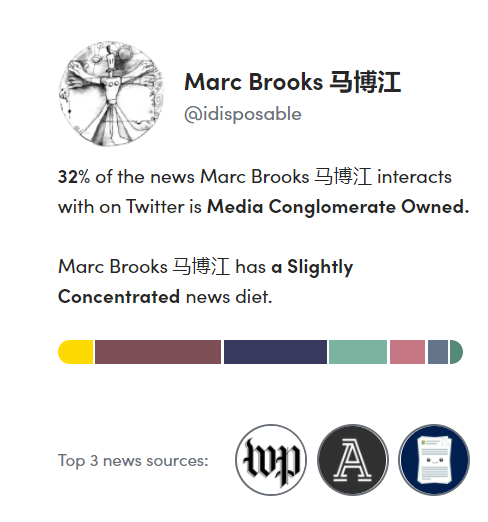 Marc Brooks 马博江
@idisposable
32% of the news Marc Brooks 马博江 interacts
with on Twitter is Media Conglomerate Owned.
Marc Brooks 马博江 has a Slightly
Concentrated news diet.
Top 3 news sources:
wp
A